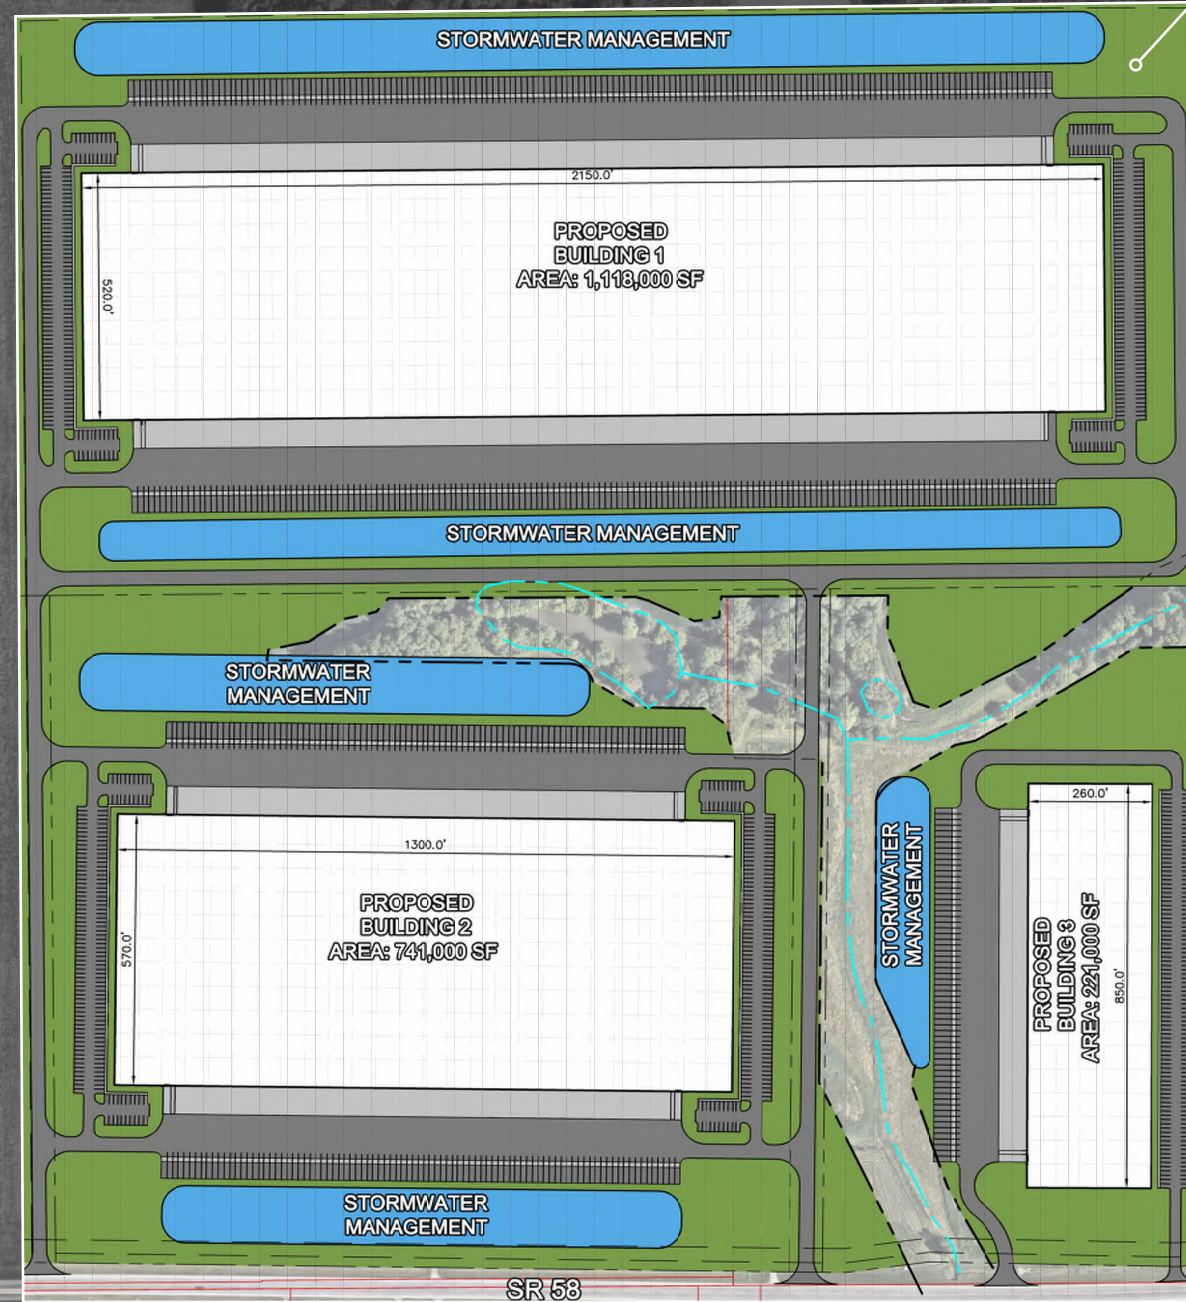 STORMWATER MANAGEMENT
2150.0'
PROPOSED
BUILDING 1
AREA: 1,118,000 SF
520.0'
STORMWATER MANAGEMENT
STORMWATER
MANAGEMENT
260.0'
1300.0'
STORMWATER
MANAGEMENT
PROPOSED
BUILDING 2
AREA: 741,000 SF
570.0'
PROPOSED
BUILDING 3
AREA: 221,000 SF
850.0'
STORMWATER
MANAGEMENT
SR 58